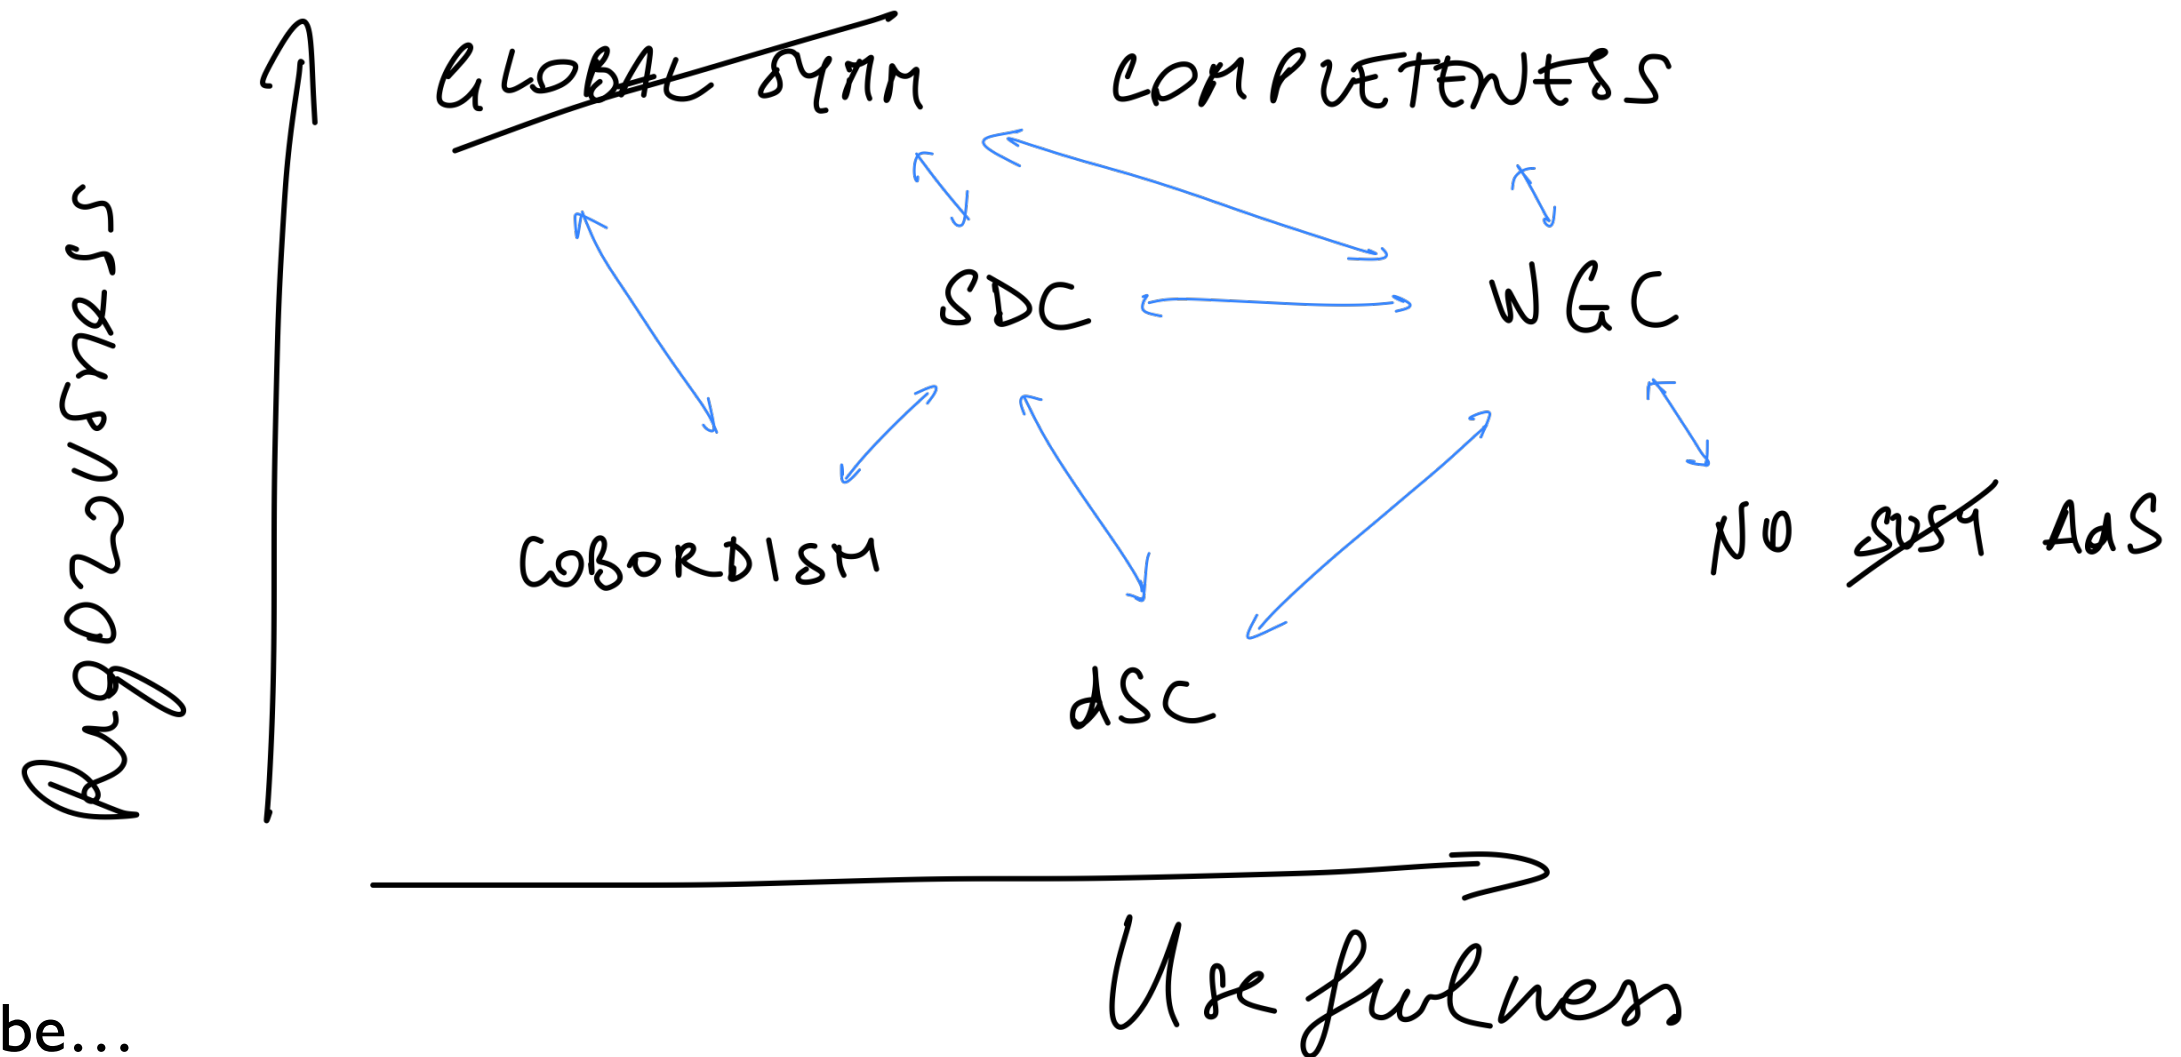 GLOBAL SYMM COMPLETENESS
SDC WGC
COBORDISM
NO SUSY AdS
dSC
Rigorousness
Usefulness
be...